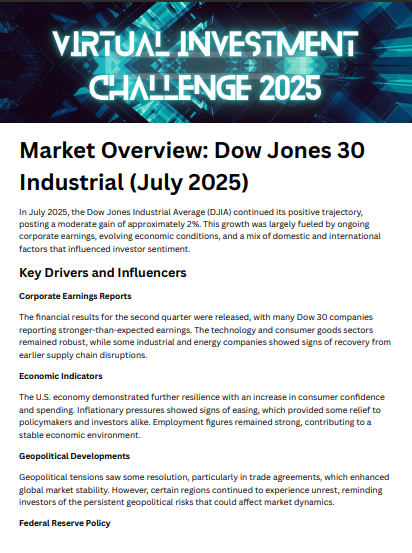 VIRTUAL INVESTMENT
CHALLENGE 2025
Market Overview: Dow Jones 30
Industrial (July 2025)
In July 2025, the Dow Jones Industrial Average (DJIA) continued its positive trajectory,
posting a moderate gain of approximately 2%. This growth was largely fueled by ongoing
corporate earnings, evolving economic conditions, and a mix of domestic and international
factors that influenced investor sentiment.
Key Drivers and Influencers
Corporate Earnings Reports
The financial results for the second quarter were released, with many Dow 30 companies
reporting stronger-than-expected earnings. The technology and consumer goods sectors
remained robust, while some industrial and energy companies showed signs of recovery from
earlier supply chain disruptions.
Economic Indicators
The U.S. economy demonstrated further resilience with an increase in consumer confidence
and spending. Inflationary pressures showed signs of easing, which provided some relief to
policymakers and investors alike. Employment figures remained strong, contributing to a
stable economic environment.
Geopolitical Developments
Geopolitical tensions saw some resolution, particularly in trade agreements, which enhanced
global market stability. However, certain regions continued to experience unrest, reminding
investors of the persistent geopolitical risks that could affect market dynamics.
Federal Reserve Policy